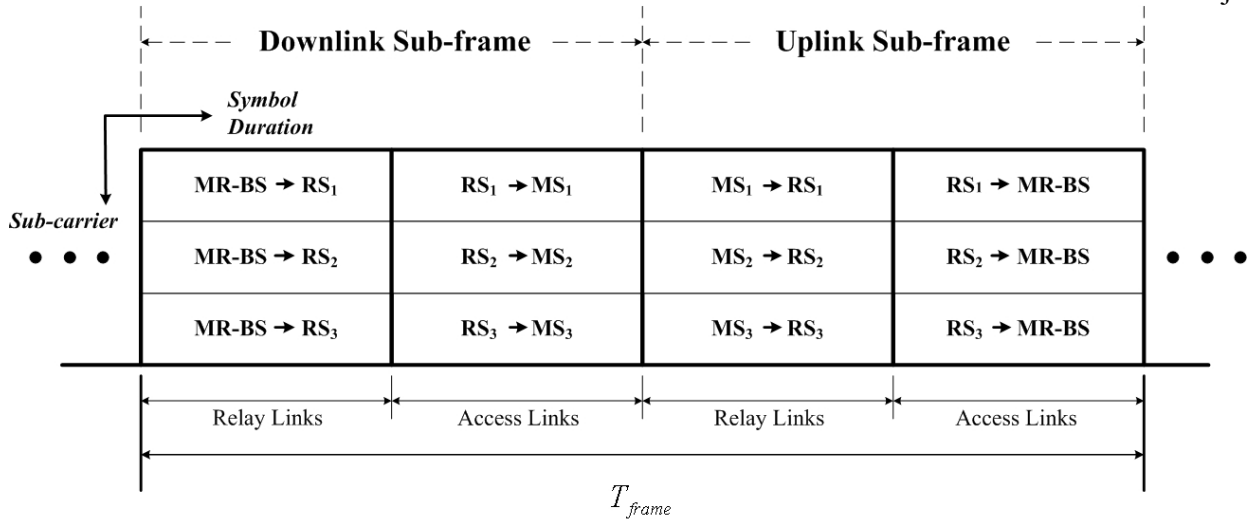 j
Downlink Sub-frame Uplink Sub-frame
Symbol
Duration
Sub-carrier
MR-BS → RS₁ RS₁ → MS₁ MS₁ → RS₁ RS₁ → MR-BS
MR-BS → RS₂ RS₂ → MS₂ MS₂ → RS₂ RS₂ → MR-BS
MR-BS → RS₃ RS₃ → MS₃ MS₃ → RS₃ RS₃ → MR-BS
Relay Links Access Links Relay Links Access Links
T_frame